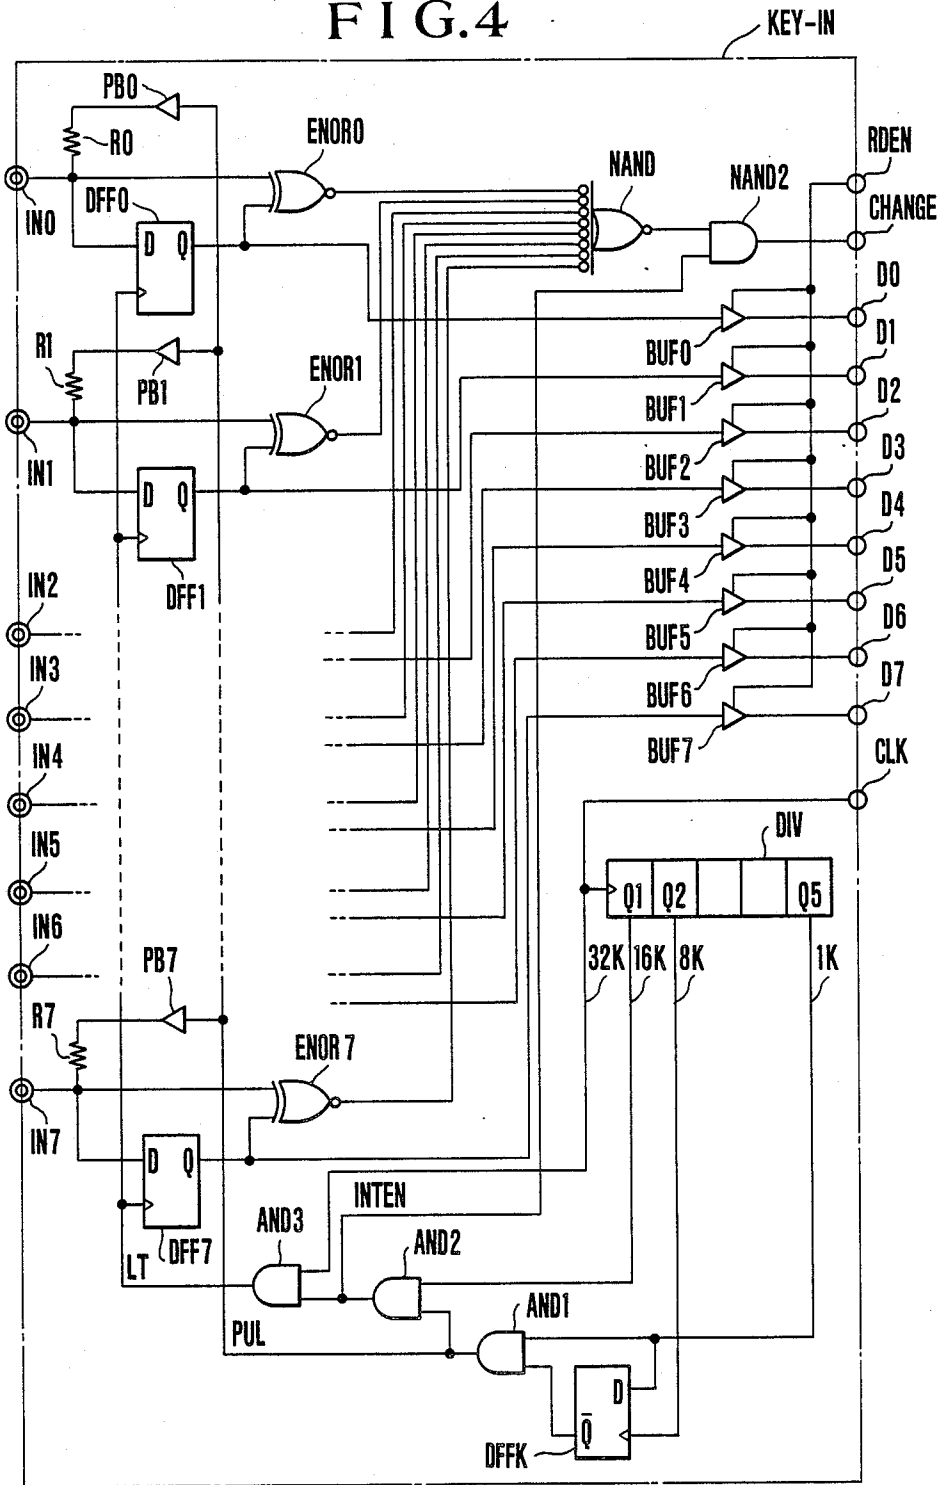 FIG.4
KEY-IN
PB0
R0
ENOR0
NAND
NAND2
RDEN
CHANGE
IN0
DFF0
D Q
D0
R1
PB1
ENOR1
BUF0
D1
BUF1
D2
IN1
D Q
BUF2
D3
BUF3
D4
DFF1
BUF4
D5
IN2
BUF5
D6
IN3
BUF6
D7
BUF7
CLK
IN4
DIV
IN5
Q1 Q2 Q5
IN6
PB7
32K 16K 8K 1K
R7
ENOR 7
IN7
D Q
INTEN
AND3
AND2
DFF7
LT
AND1
PUL
D
Q̅
DFFK